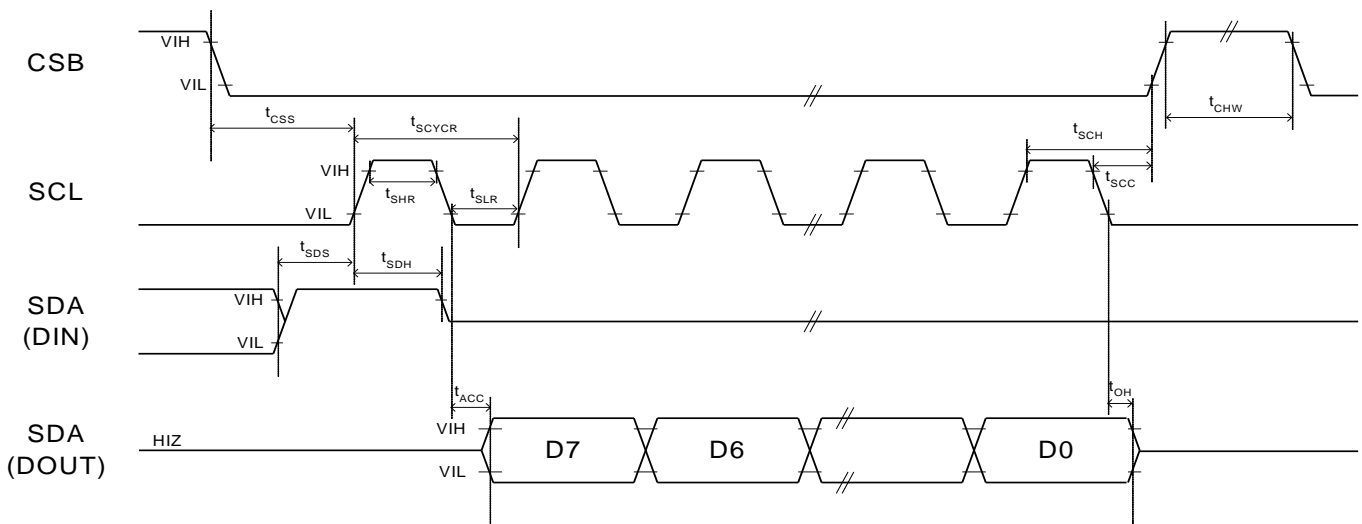 CSB
VIH
VIL
tCSS
tSCYCR
tSCH
tCHW
SCL
VIH
VIL
tSHR
tSLR
tSCC
tSDS
tSDH
SDA
(DIN)
VIH
VIL
tACC
tOH
SDA
(DOUT)
HIZ
VIH
VIL
D7
D6
D0